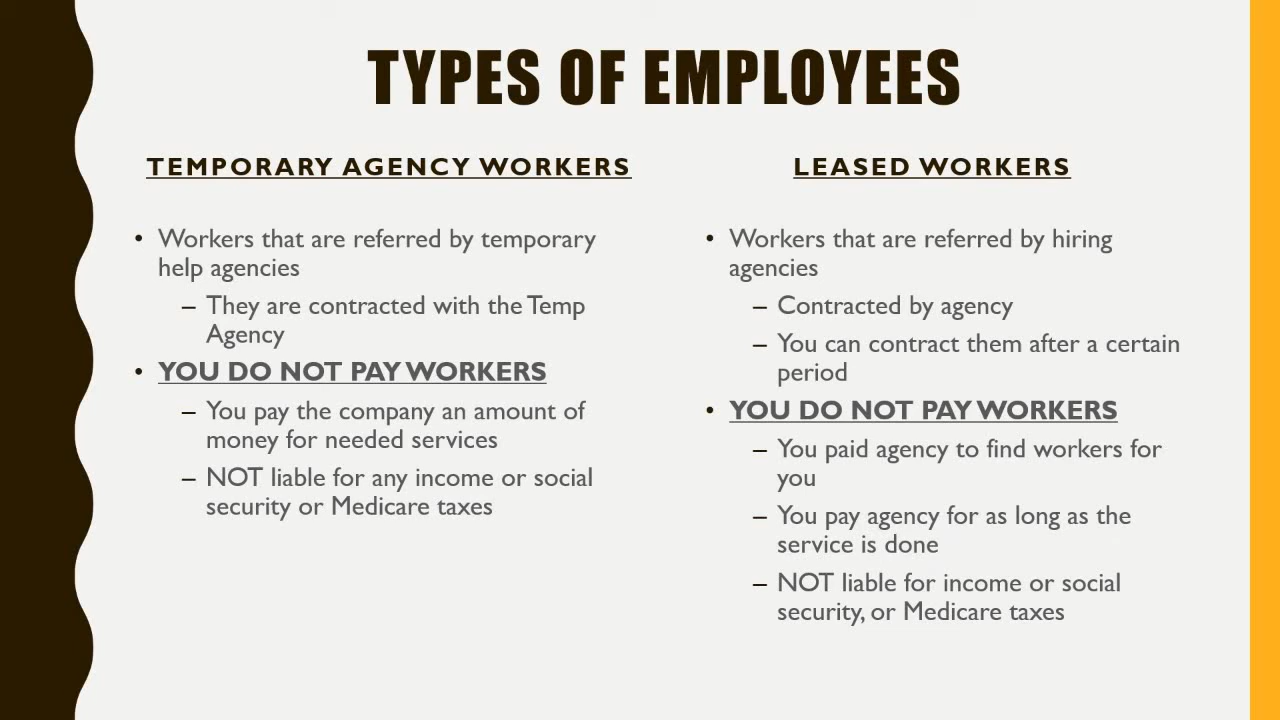 TYPES OF EMPLOYEES
TEMPORARY AGENCY WORKERS
• Workers that are referred by temporary
help agencies
– They are contracted with the Temp
Agency
• YOU DO NOT PAY WORKERS
– You pay the company an amount of
money for needed services
– NOT liable for any income or social
security or Medicare taxes
LEASED WORKERS
• Workers that are referred by hiring
agencies
– Contracted by agency
– You can contract them after a certain
period
• YOU DO NOT PAY WORKERS
– You paid agency to find workers for
you
– You pay agency for as long as the
service is done
– NOT liable for income or social
security, or Medicare taxes